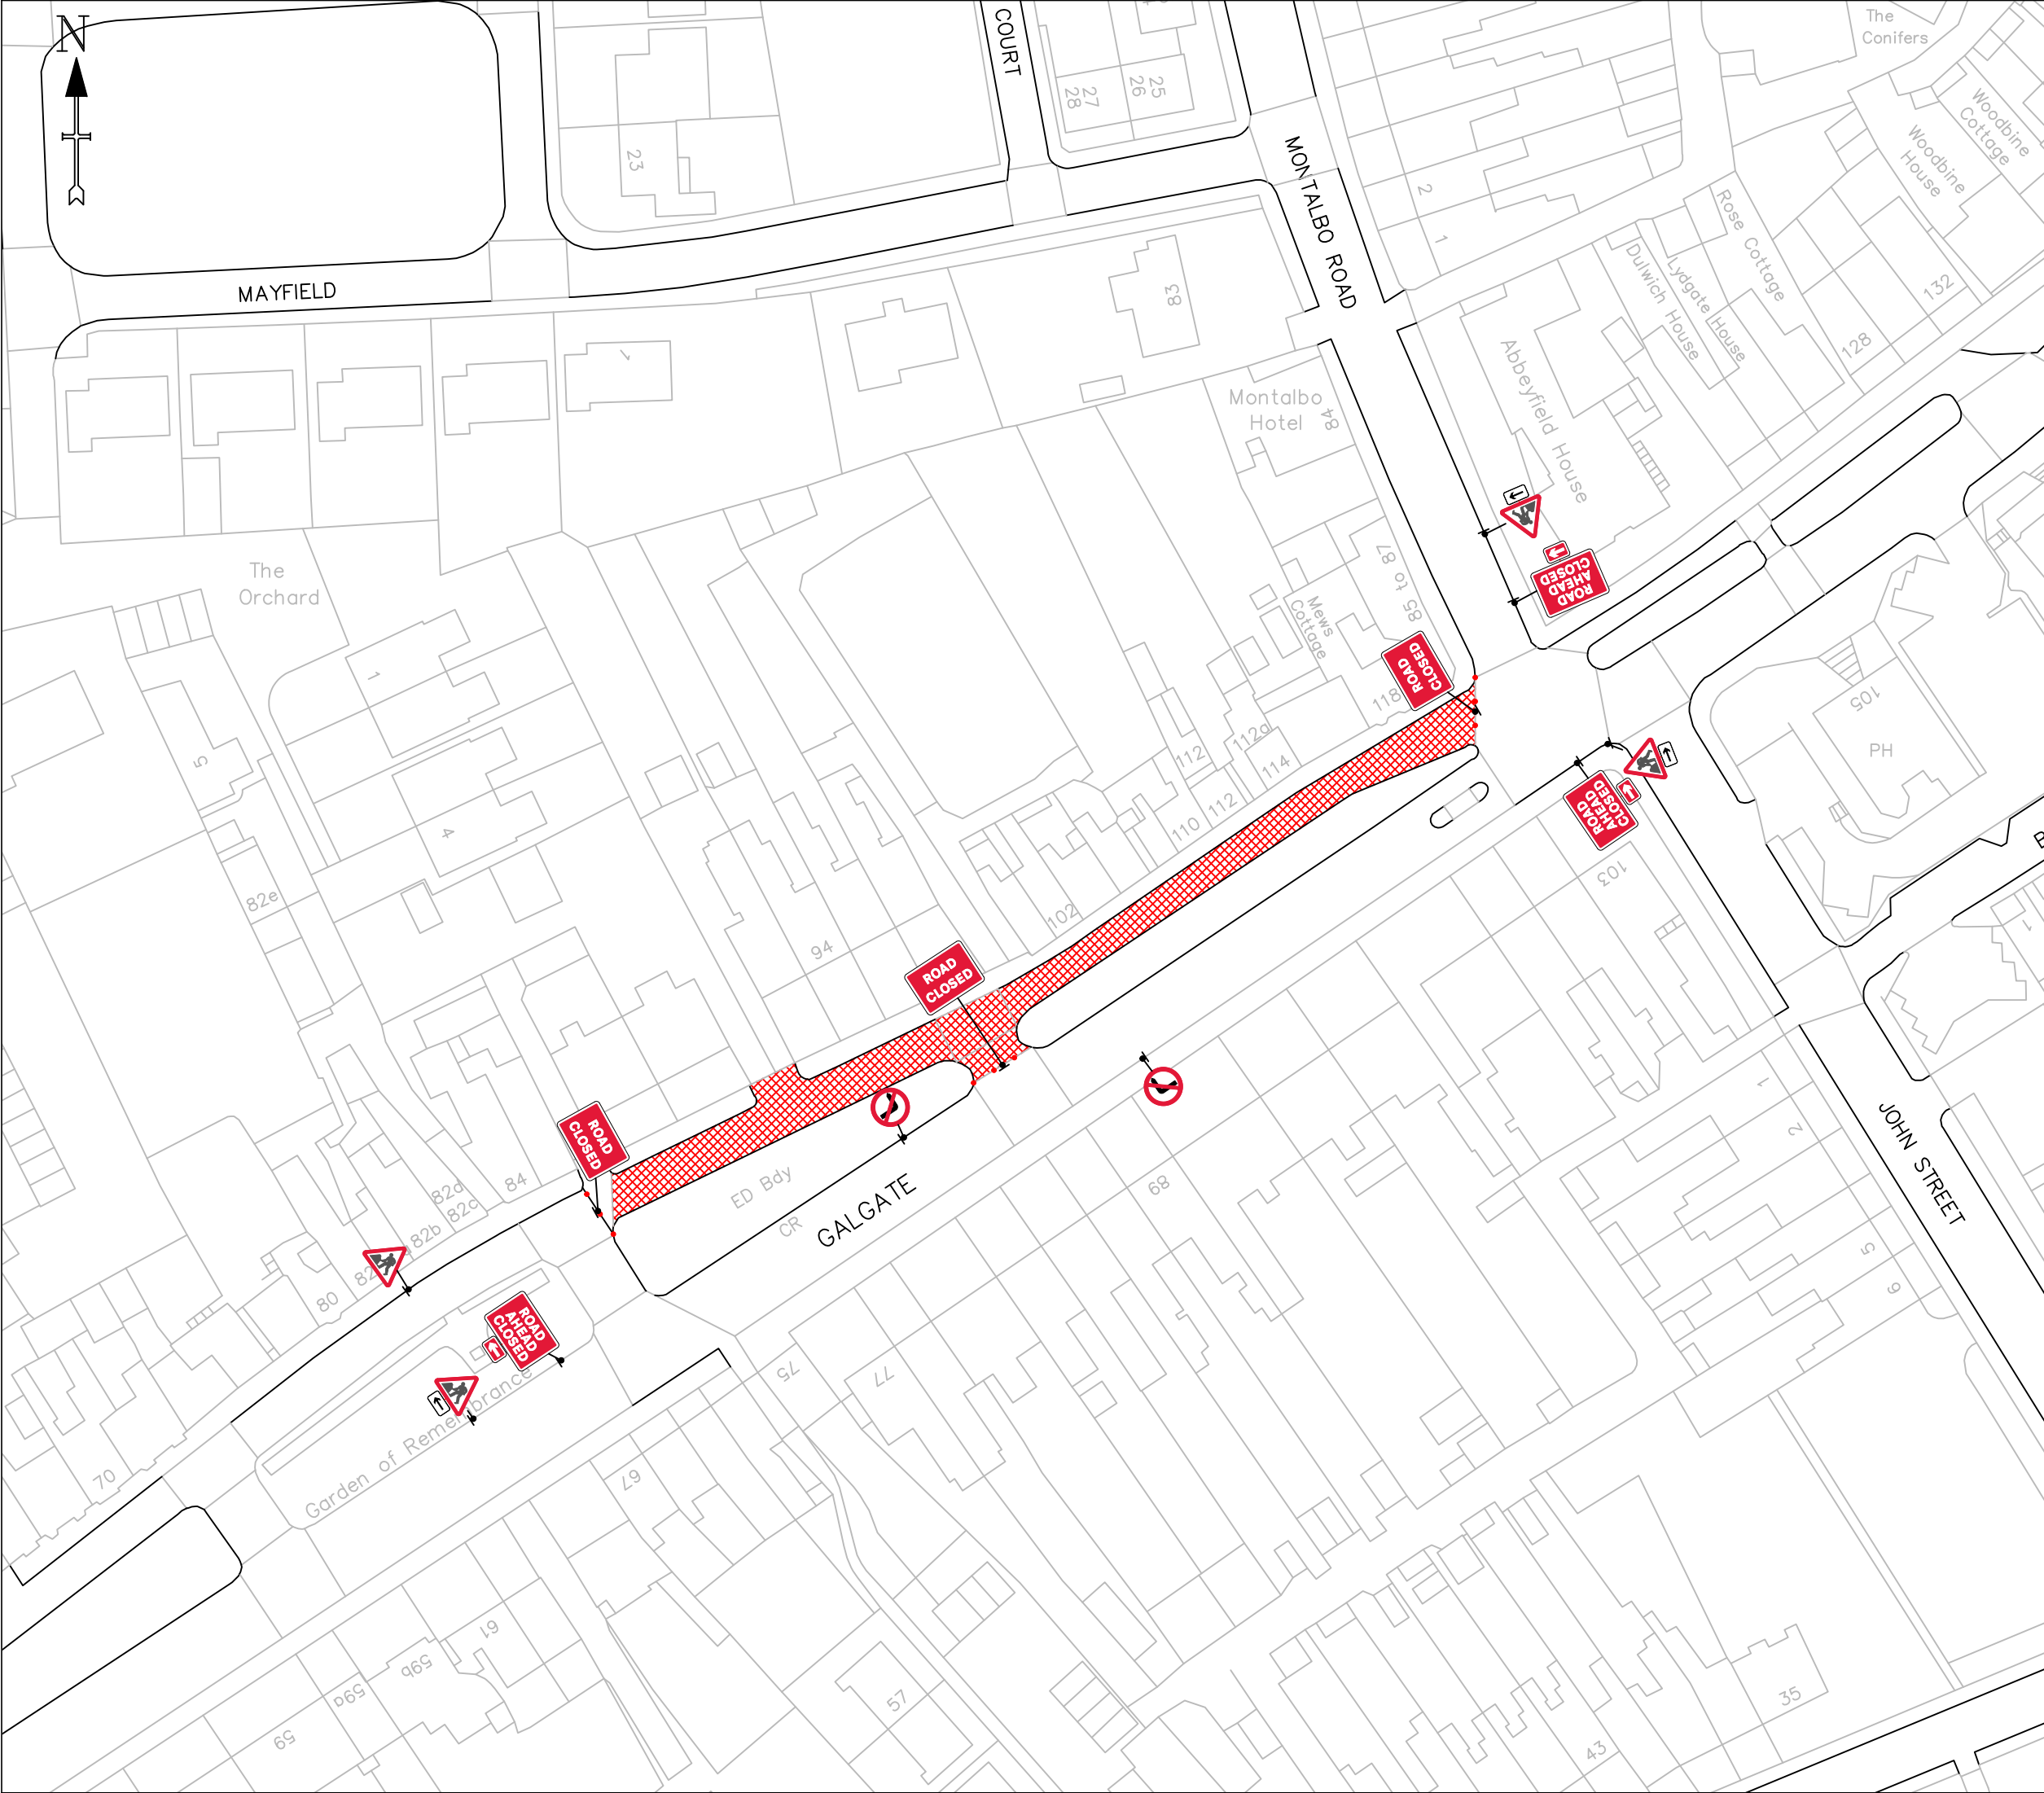 N
COURT
The
Conifers
28
27
26
25
Woodbine
Cottage
Woodbine
House
23
MONTALBO ROAD
2
1
Rose Cottage
Dulwich House
Lydgate House
132
128
MAYFIELD
83
1
Montalbo
Hotel
84
Abbeyfield House
The
Orchard
85 to 87
Mews
Cottage
ROAD
AHEAD
CLOSED
ROAD
CLOSED
118
1
5
4
82e
112
112a
114
112
110
102
94
105
PH
ROAD
AHEAD
CLOSED
103
ROAD
CLOSED
ROAD
CLOSED
84
82d
82c
82b
80
ED Bdy
CR
GALGATE
68
1
2
JOHN STREET
5
6
ROAD
AHEAD
CLOSED
Garden of Remembrance
70
75
77
67
61
59b
59a
59
57
43
35